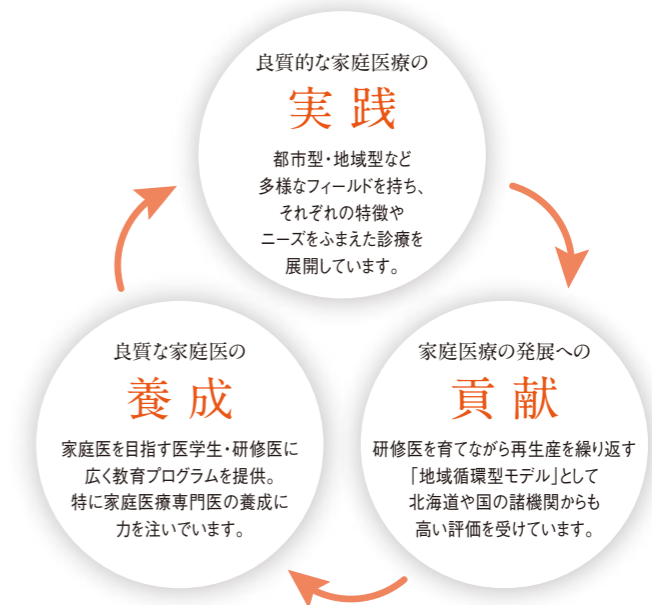 良質的な家庭医療の
実践
都市型・地域型など
多様なフィールドを持ち、
それぞれの特徴や
ニーズをふまえた診療を
展開しています。
良質な家庭医の
養成
家庭医を目指す医学生・研修医に
広く教育プログラムを提供。
特に家庭医療専門医の養成に
力を注いでいます。
家庭医療の発展への
貢献
研修医を育てながら再生産を繰り返す
「地域循環型モデル」として
北海道や国の諸機関からも
高い評価を受けています。